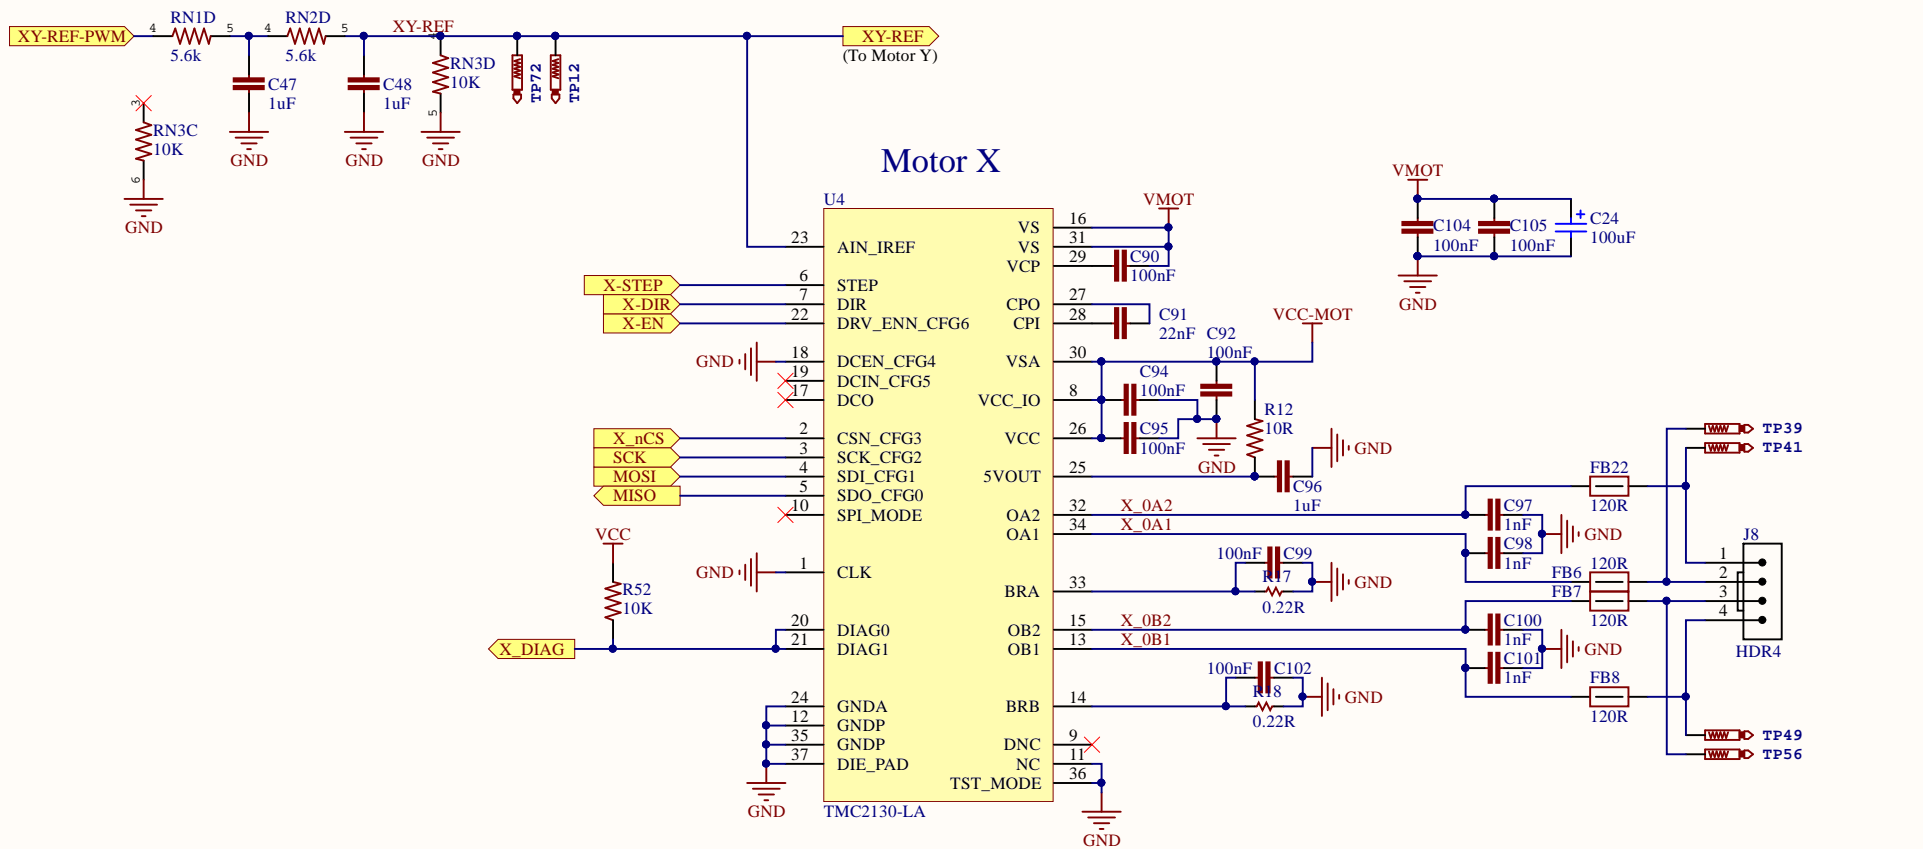 XY-REF-PWM
4
RN1D
5.6k
5
4
RN2D
5.6k
5
XY-REF
4
RN3D
10K
5
TP72
TP12
XY-REF
(To Motor Y)
C47
1uF
GND
C48
1uF
GND
GND
3
RN3C
10K
6
GND
Motor X
U4
TMC2130-LA
23 AIN_IREF
X-STEP 6 STEP
X-DIR 7 DIR
X-EN 22 DRV_ENN_CFG6
GND 18 DCEN_CFG4
19 DCIN_CFG5
17 DCO
X_nCS 2 CSN_CFG3
SCK 3 SCK_CFG2
MOSI 4 SDI_CFG1
MISO 5 SDO_CFG0
10 SPI_MODE
VCC
R52
10K
GND 1 CLK
20 DIAG0
X_DIAG 21 DIAG1
24 GNDA
12 GNDP
35 GNDP
37 DIE_PAD
GND
VS 16
VS 31
VCP 29
VMOT
C90
100nF
CPO 27
CPI 28
C91
22nF
VSA 30
VCC_IO 8
VCC 26
5VOUT 25
C92
100nF
VCC-MOT
C94
100nF
C95
100nF
GND
R12
10R
GND
C96
1uF
OA2 32 X_0A2
OA1 34 X_0A1
BRA 33
100nF C99
R17
0.22R
GND
OB2 15 X_0B2
OB1 13 X_0B1
BRB 14
100nF C102
R18
0.22R
GND
DNC 9
NC 11
TST_MODE 36
GND
VMOT
C104
100nF
C105
100nF
+
C24
100uF
GND
TP39
TP41
FB22
120R
C97
1nF
C98
1nF
GND
120R
FB6
FB7
120R
C100
1nF
C101
1nF
GND
FB8
120R
J8
1
2
3
4
HDR4
TP49
TP56